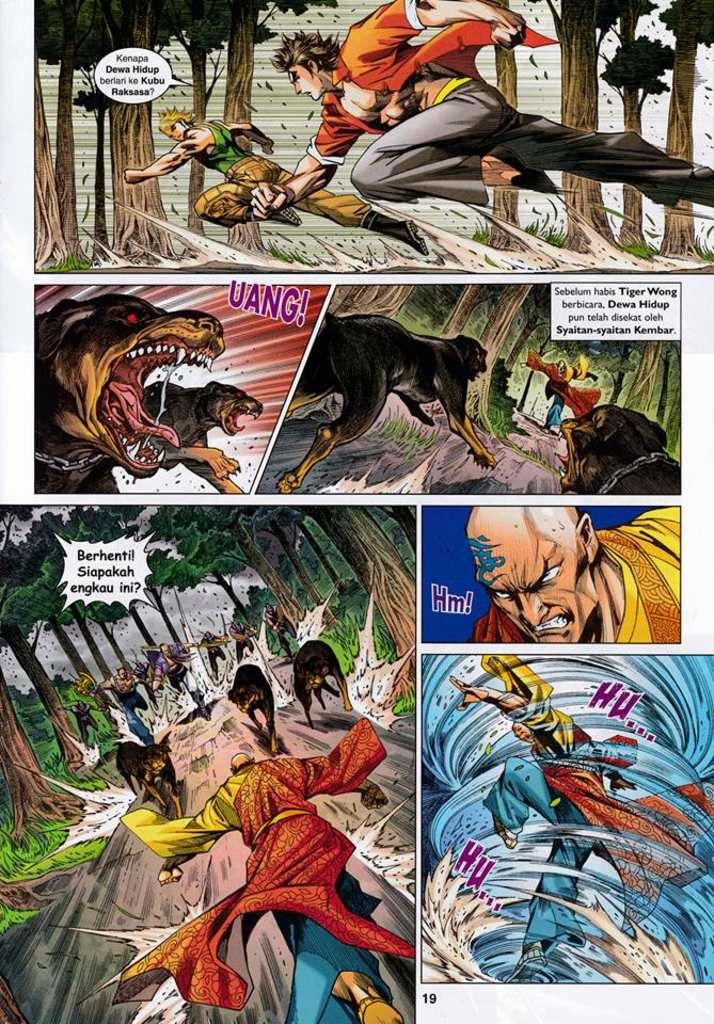 Kenapa
Dewa Hidup
berlari ke Kubu
Raksasa?
UANG!
Sebelum habis Tiger Wong
berbicara, Dewa Hidup
pun telah disekat oleh
Syaitan-syaitan Kembar.
Berhenti!
Siapakah
engkau ini?
Hm!
HU...
HU...
19